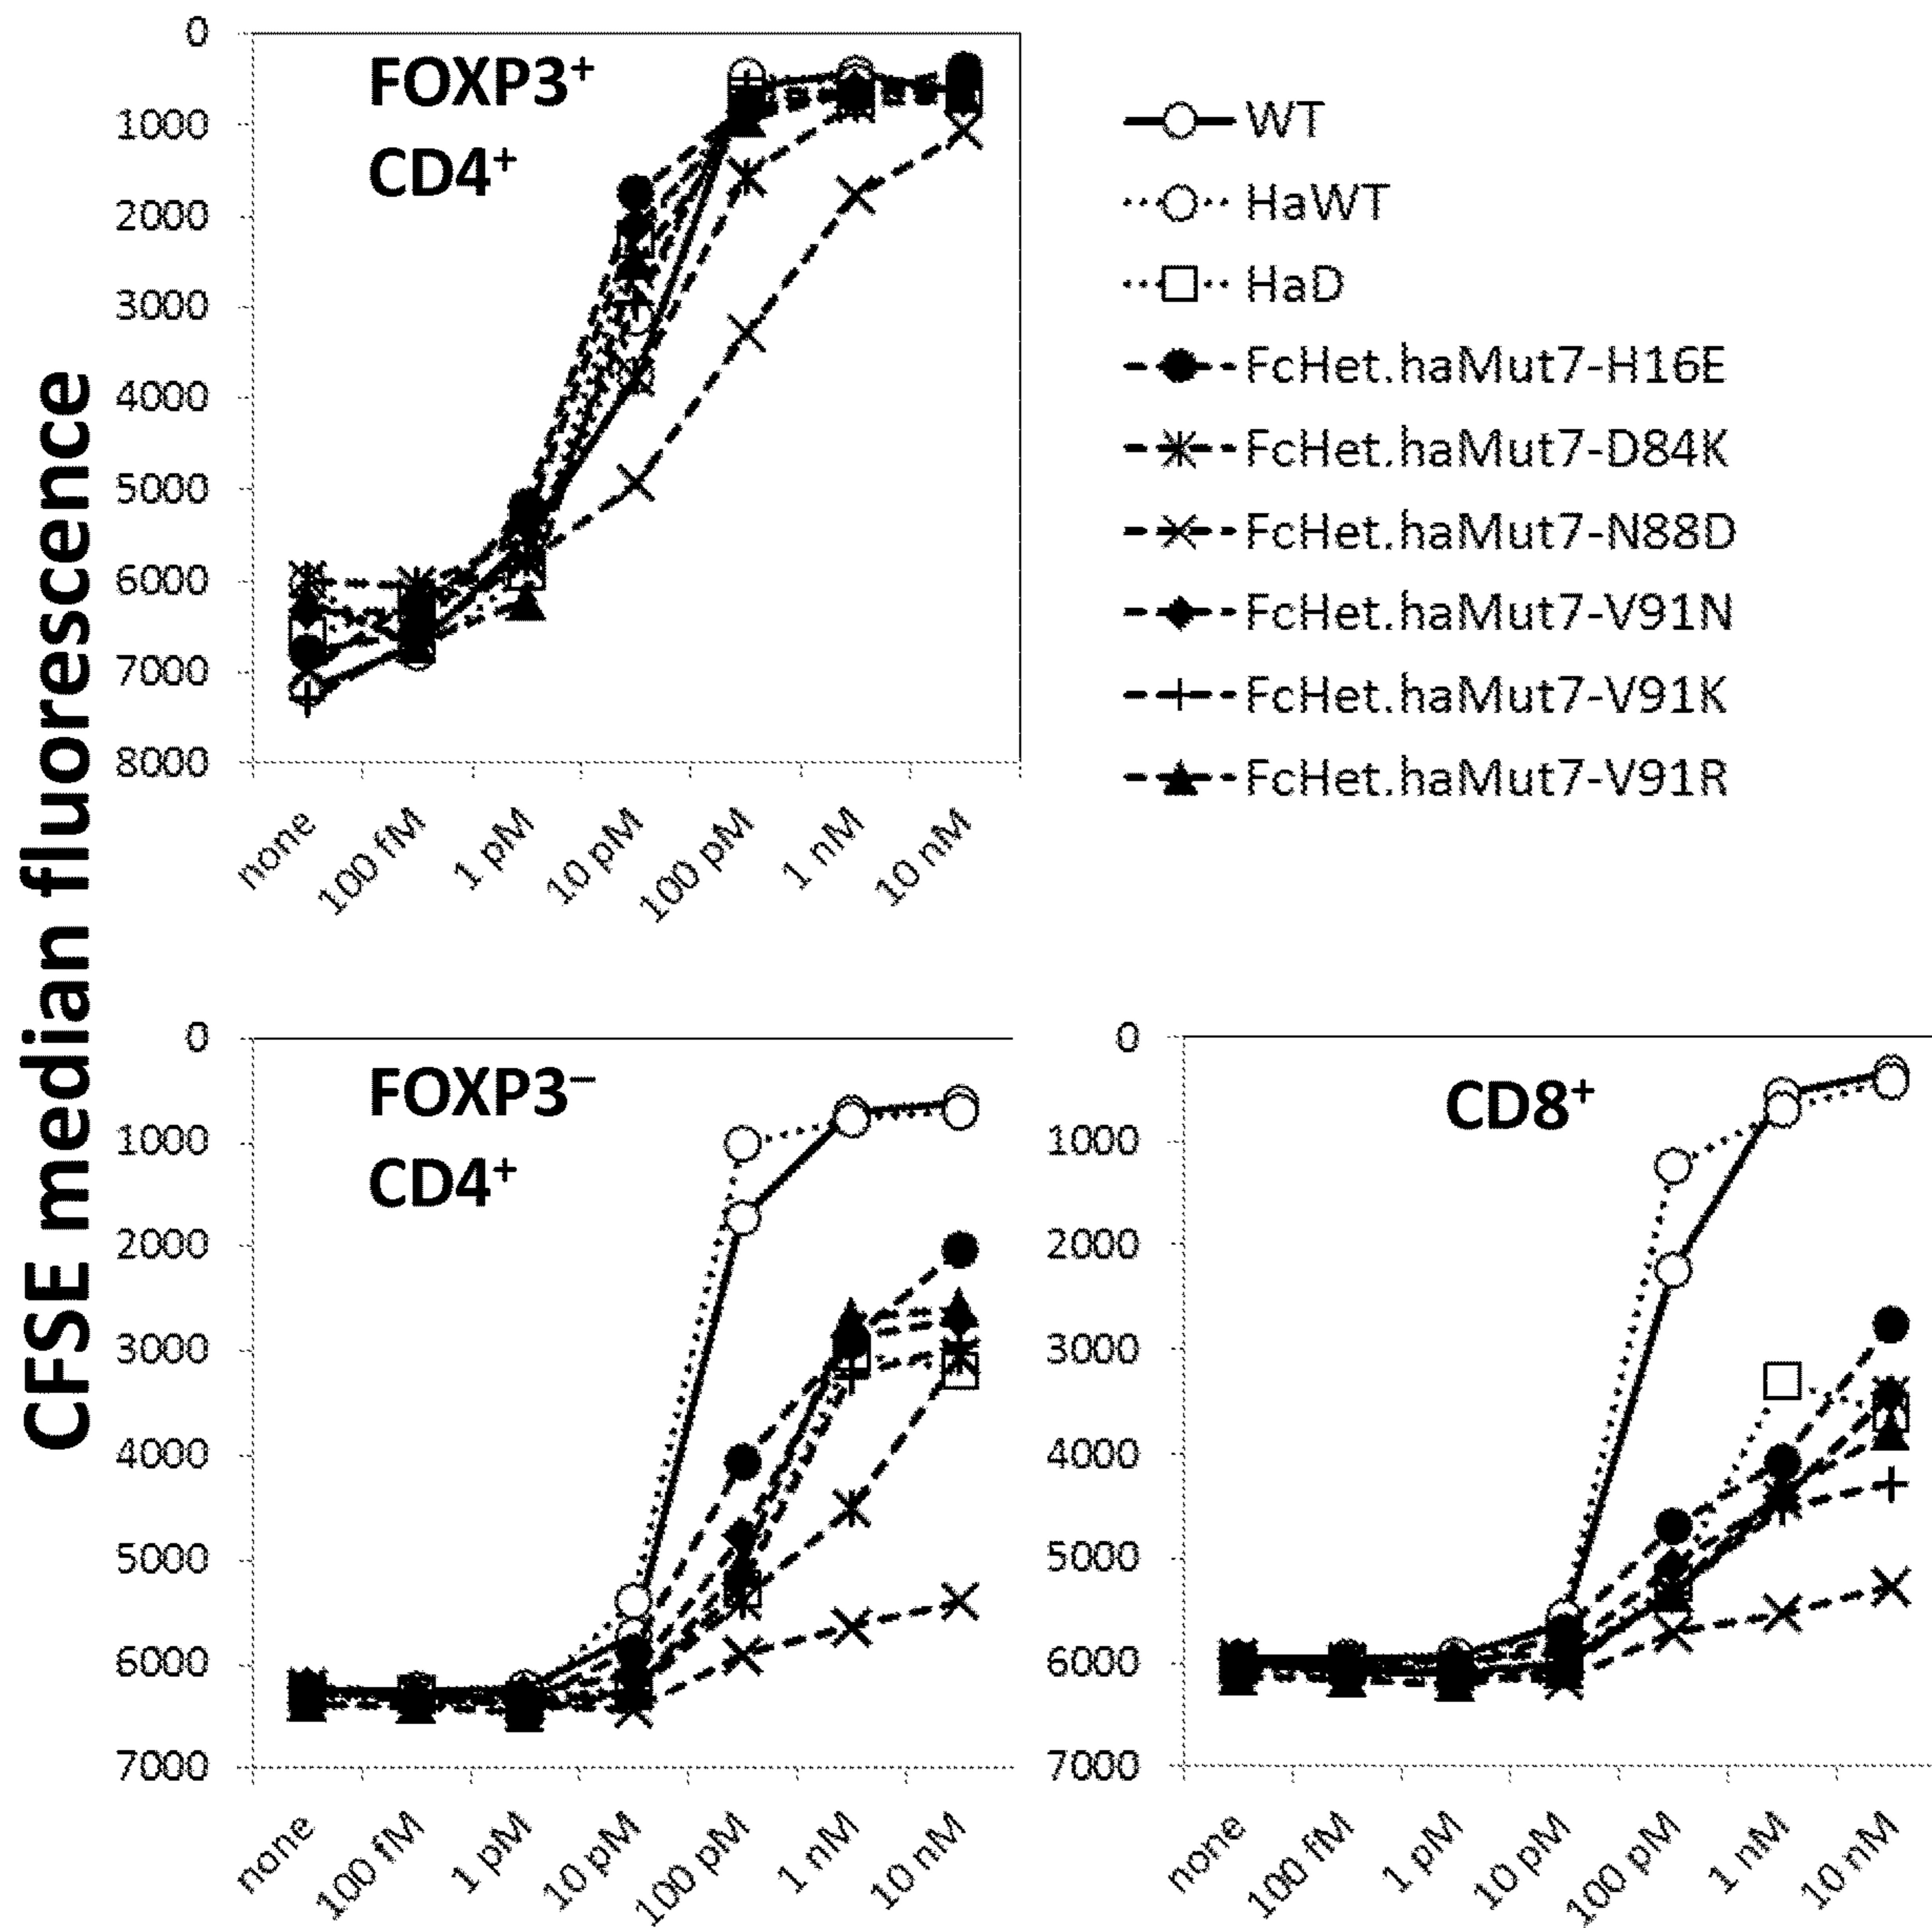 CFSE median fluorescence
0
1000
2000
3000
4000
5000
6000
7000
8000
FOXP3⁺
CD4⁺
none
100 fM
1 pM
10 pM
100 pM
1 nM
10 nM
WT
HaWT
HaD
FcHet.haMut7-H16E
FcHet.haMut7-D84K
FcHet.haMut7-N88D
FcHet.haMut7-V91N
FcHet.haMut7-V91K
FcHet.haMut7-V91R
0
1000
2000
3000
4000
5000
6000
7000
FOXP3⁻
CD4⁺
none
100 fM
1 pM
10 pM
100 pM
1 nM
10 nM
0
1000
2000
3000
4000
5000
6000
7000
CD8⁺
none
100 fM
1 pM
10 pM
100 pM
1 nM
10 nM